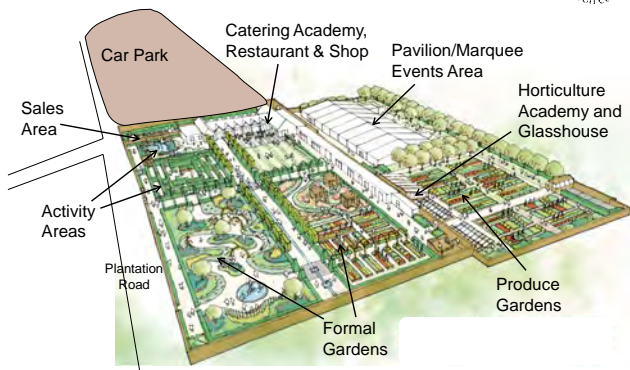 Car Park
Catering Academy,
Restaurant & Shop
Pavilion/Marquee
Events Area
Horticulture
Academy and
Glasshouse
Sales
Area
Activity
Areas
Plantation
Road
Formal
Gardens
Produce
Gardens